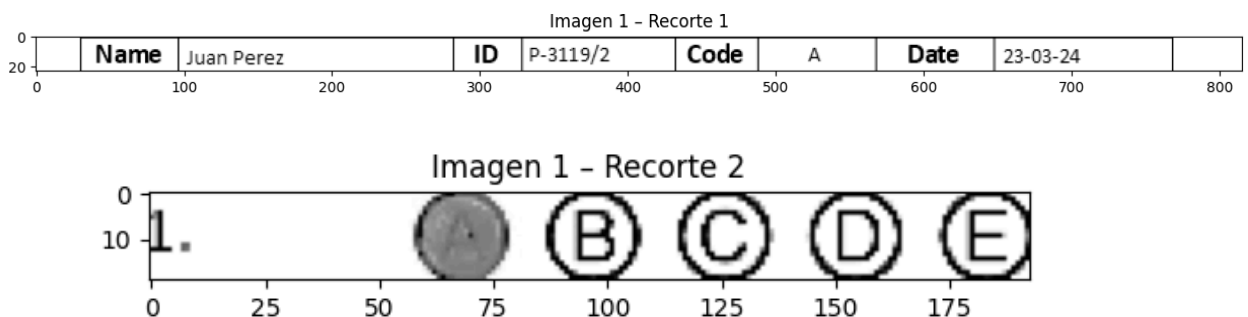 Imagen 1 – Recorte 1
0
Name Juan Perez ID P-3119/2 Code A Date 23-03-24
20
0 100 200 300 400 500 600 700 800
Imagen 1 – Recorte 2
0
1. A B C D E
10
0 25 50 75 100 125 150 175